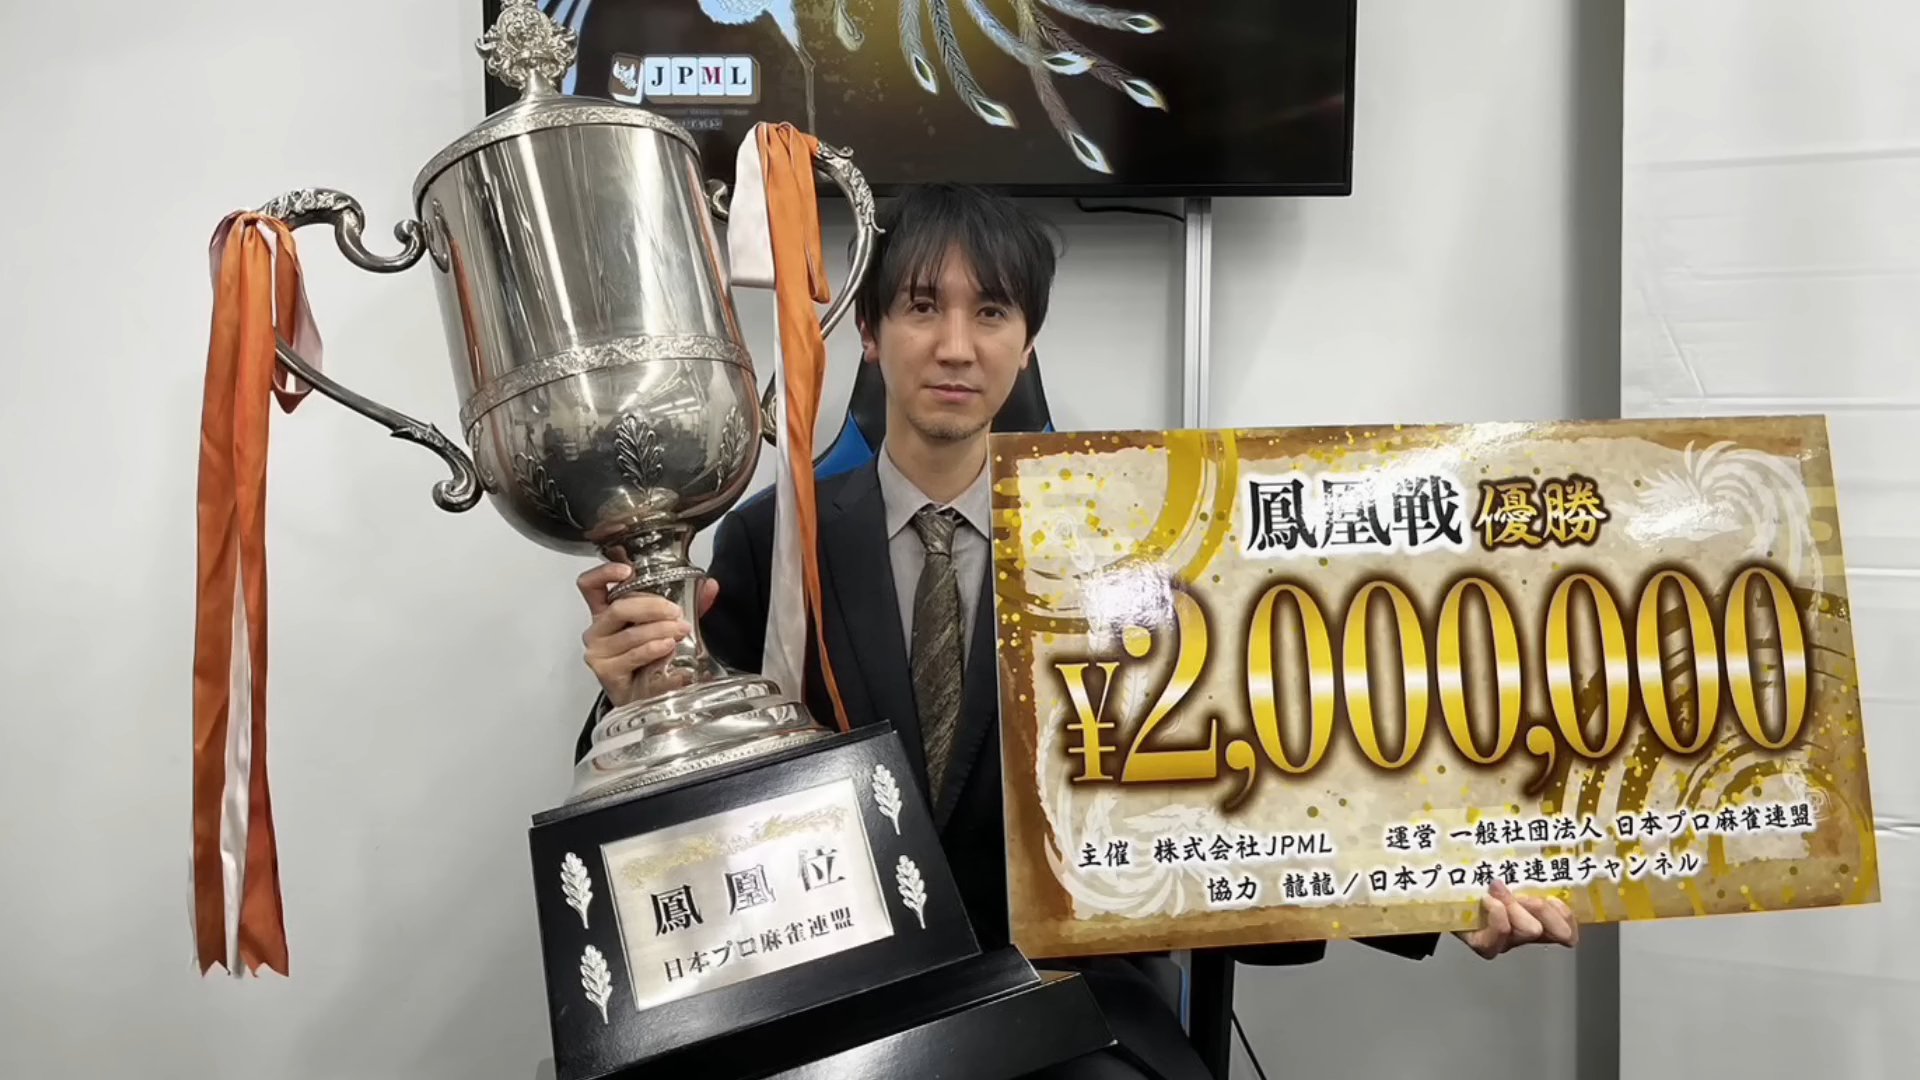 JPML
鳳凰戦 優勝
¥2,000,000
主催 株式会社JPML 運営 一般社団法人 日本プロ麻雀連盟
協力 龍龍／日本プロ麻雀連盟チャンネル
鳳凰位
日本プロ麻雀連盟